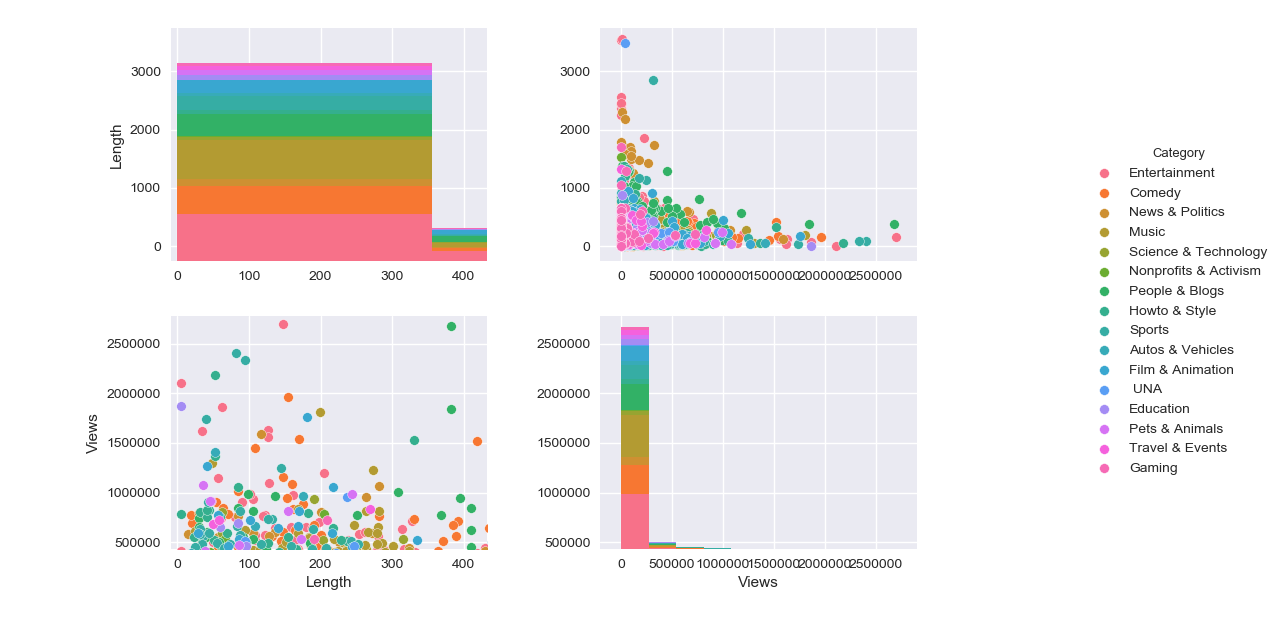 3000
2000
1000
0
Length
0
100
200
300
400
3000
2000
1000
0
0
500000
1000000
1500000
2000000
2500000
2500000
2000000
1500000
1000000
500000
Views
0
100
200
300
400
Length
2500000
2000000
1500000
1000000
500000
0
500000
1000000
1500000
2000000
2500000
Views
Category
Entertainment
Comedy
News & Politics
Music
Science & Technology
Nonprofits & Activism
People & Blogs
Howto & Style
Sports
Autos & Vehicles
Film & Animation
UNA
Education
Pets & Animals
Travel & Events
Gaming